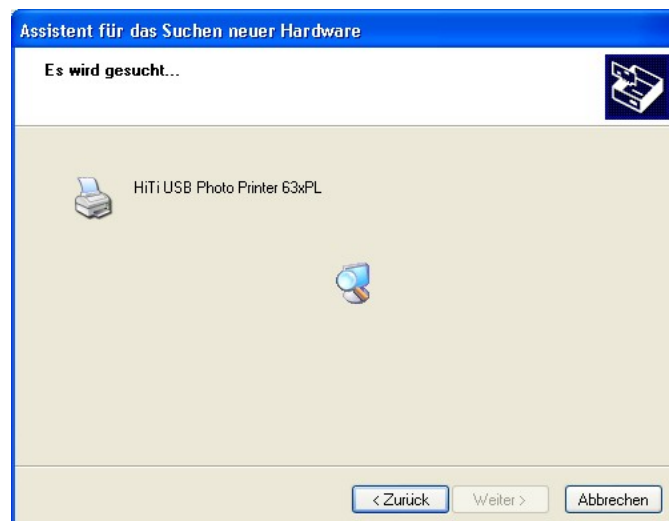 Assistent für das Suchen neuer Hardware
Es wird gesucht...
HiTi USB Photo Printer 63xPL
< Zurück
Weiter >
Abbrechen